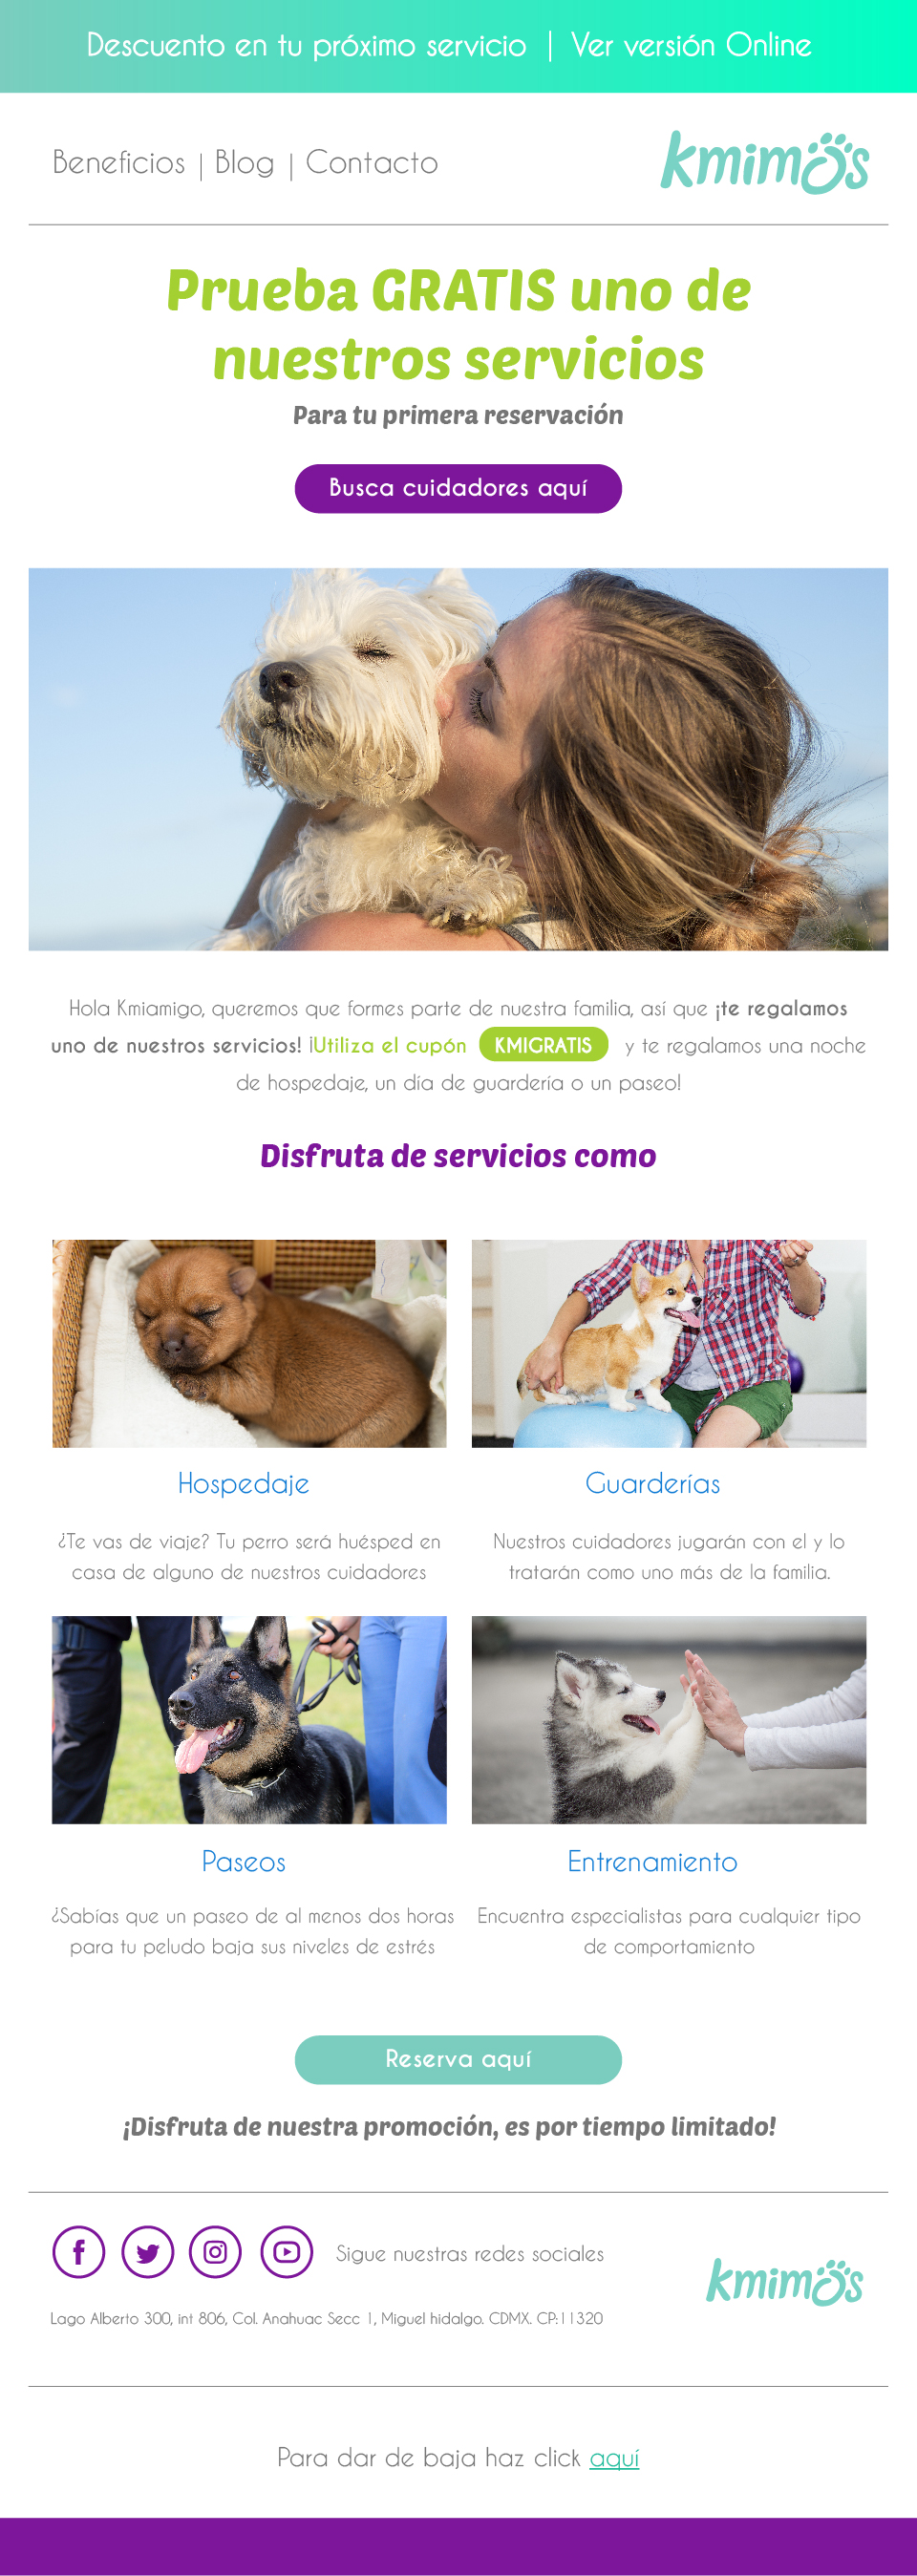 Descuento en tu próximo servicio | Ver versión Online
Beneficios | Blog | Contacto
kmimos
Prueba GRATIS uno de
nuestros servicios
Para tu primera reservación
Busca cuidadores aquí
Hola Kmiamigo, queremos que formes parte de nuestra familia, así que ¡te regalamos
uno de nuestros servicios! ¡Utiliza el cupón KMIGRATIS y te regalamos una noche
de hospedaje, un día de guardería o un paseo!
Disfruta de servicios como
Hospedaje
¿Te vas de viaje? Tu perro será huésped en
casa de alguno de nuestros cuidadores
Guarderías
Nuestros cuidadores jugarán con el y lo
tratarán como uno más de la familia.
Paseos
¿Sabías que un paseo de al menos dos horas
para tu peludo baja sus niveles de estrés
Entrenamiento
Encuentra especialistas para cualquier tipo
de comportamiento
Reserva aquí
¡Disfruta de nuestra promoción, es por tiempo limitado!
Sigue nuestras redes sociales
kmimos
Lago Alberto 300, int 806, Col. Anahuac Secc 1, Miguel hidalgo. CDMX. CP:11320
Para dar de baja haz click aquí